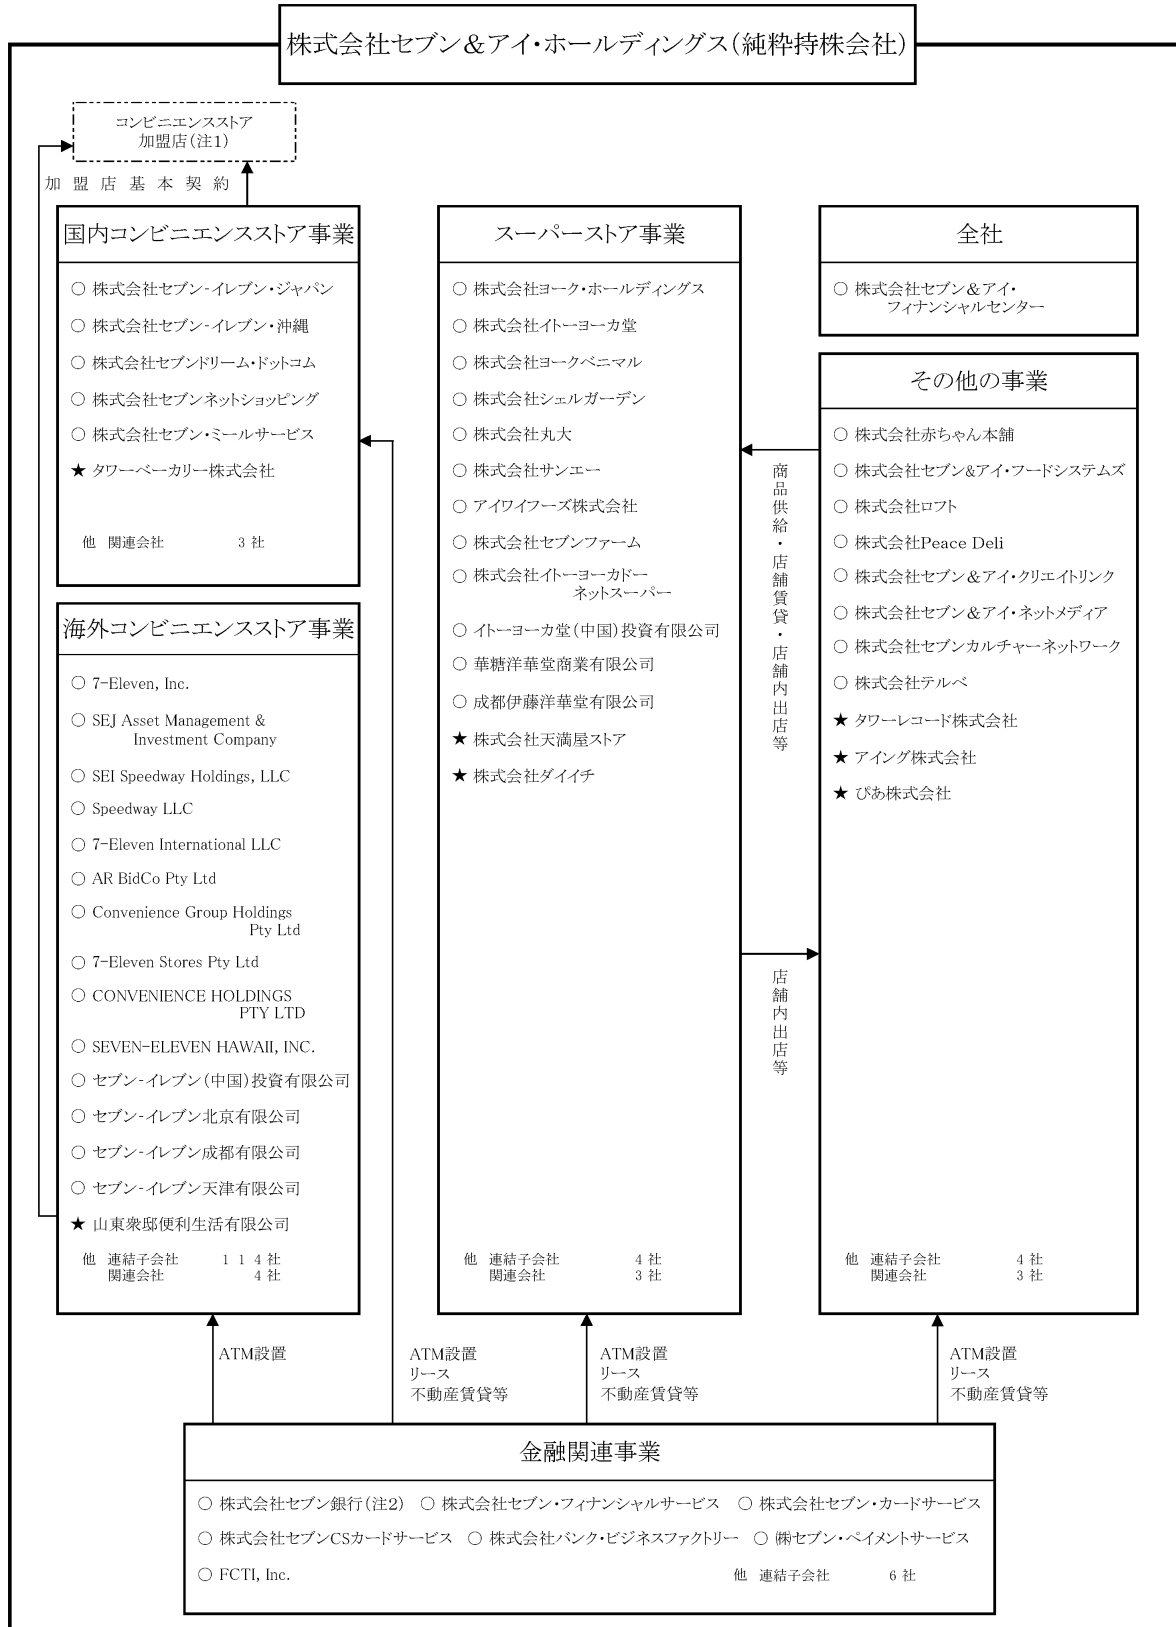 株式会社セブン＆アイ・ホールディングス（純粋持株会社）
コンビニエンスストア
加盟店（注１）
加盟店基本契約
国内コンビニエンスストア事業
○ 株式会社セブン‐イレブン・ジャパン
○ 株式会社セブン‐イレブン・沖縄
○ 株式会社セブンドリーム・ドットコム
○ 株式会社セブンネットショッピング
○ 株式会社セブン・ミールサービス
★ タワーベーカリー株式会社
他 関連会社 3 社
海外コンビニエンスストア事業
○ 7-Eleven, Inc.
○ SEJ Asset Management &
Investment Company
○ SEI Speedway Holdings, LLC
○ Speedway LLC
○ 7-Eleven International LLC
○ AR BidCo Pty Ltd
○ Convenience Group Holdings
Pty Ltd
○ 7-Eleven Stores Pty Ltd
○ CONVENIENCE HOLDINGS
PTY LTD
○ SEVEN-ELEVEN HAWAII, INC.
○ セブン‐イレブン（中国）投資有限公司
○ セブン‐イレブン北京有限公司
○ セブン‐イレブン成都有限公司
○ セブン‐イレブン天津有限公司
★ 山東衆邸便利生活有限公司
他 連結子会社 1 1 4 社
関連会社 4 社
スーパーストア事業
○ 株式会社ヨーク・ホールディングス
○ 株式会社イトーヨーカ堂
○ 株式会社ヨークベニマル
○ 株式会社シェルガーデン
○ 株式会社丸大
○ 株式会社サンエー
○ アイワイフーズ株式会社
○ 株式会社セブンファーム
○ 株式会社イトーヨーカドー
ネットスーパー
○ イトーヨーカ堂（中国）投資有限公司
○ 華糖洋華堂商業有限公司
○ 成都伊藤洋華堂有限公司
★ 株式会社天満屋ストア
★ 株式会社ダイイチ
他 連結子会社 4 社
関連会社 3 社
商品供給・店舗賃貸・店舗内出店等
店舗内出店等
全社
○ 株式会社セブン＆アイ・
フィナンシャルセンター
その他の事業
○ 株式会社赤ちゃん本舗
○ 株式会社セブン&アイ・フードシステムズ
○ 株式会社ロフト
○ 株式会社Peace Deli
○ 株式会社セブン＆アイ・クリエイトリンク
○ 株式会社セブン＆アイ・ネットメディア
○ 株式会社セブンカルチャーネットワーク
○ 株式会社テルベ
★ タワーレコード株式会社
★ アイング株式会社
★ ぴあ株式会社
他 連結子会社 4 社
関連会社 3 社
ATM設置
ATM設置
リース
不動産賃貸等
ATM設置
リース
不動産賃貸等
ATM設置
リース
不動産賃貸等
金融関連事業
○ 株式会社セブン銀行（注2） ○ 株式会社セブン・フィナンシャルサービス ○ 株式会社セブン・カードサービス
○ 株式会社セブンCSカードサービス ○ 株式会社バンク・ビジネスファクトリー ○ ㈱セブン・ペイメントサービス
○ FCTI, Inc. 他 連結子会社 6 社